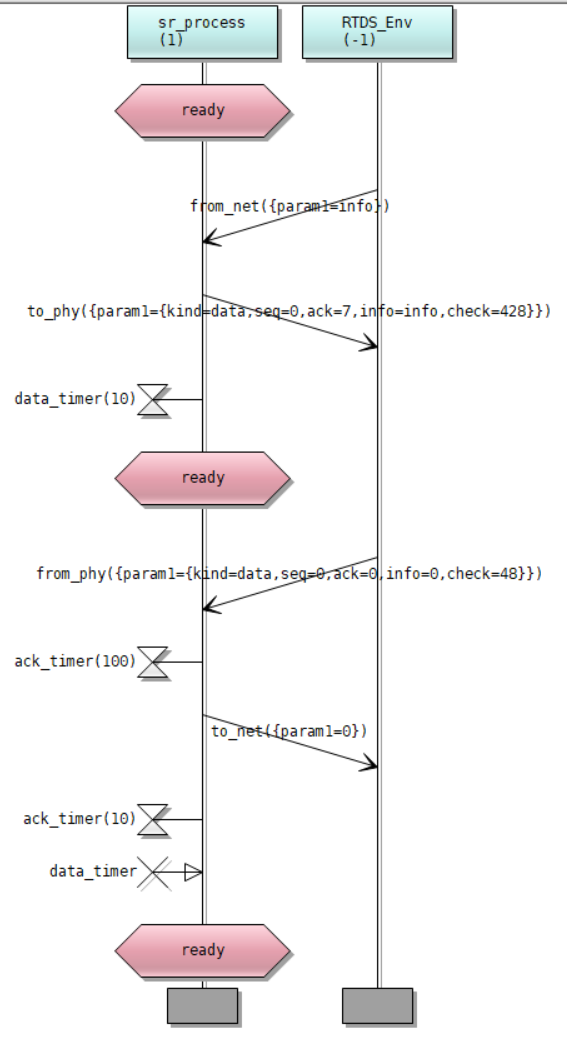 sr_process
(1)
RTDS_Env
(-1)
ready
from_net({param1=info})
to_phy({param1={kind=data,seq=0,ack=7,info=info,check=428}})
data_timer(10)
ready
from_phy({param1={kind=data,seq=0,ack=0,info=0,check=48}})
ack_timer(100)
to_net({param1=0})
ack_timer(10)
data_timer
ready